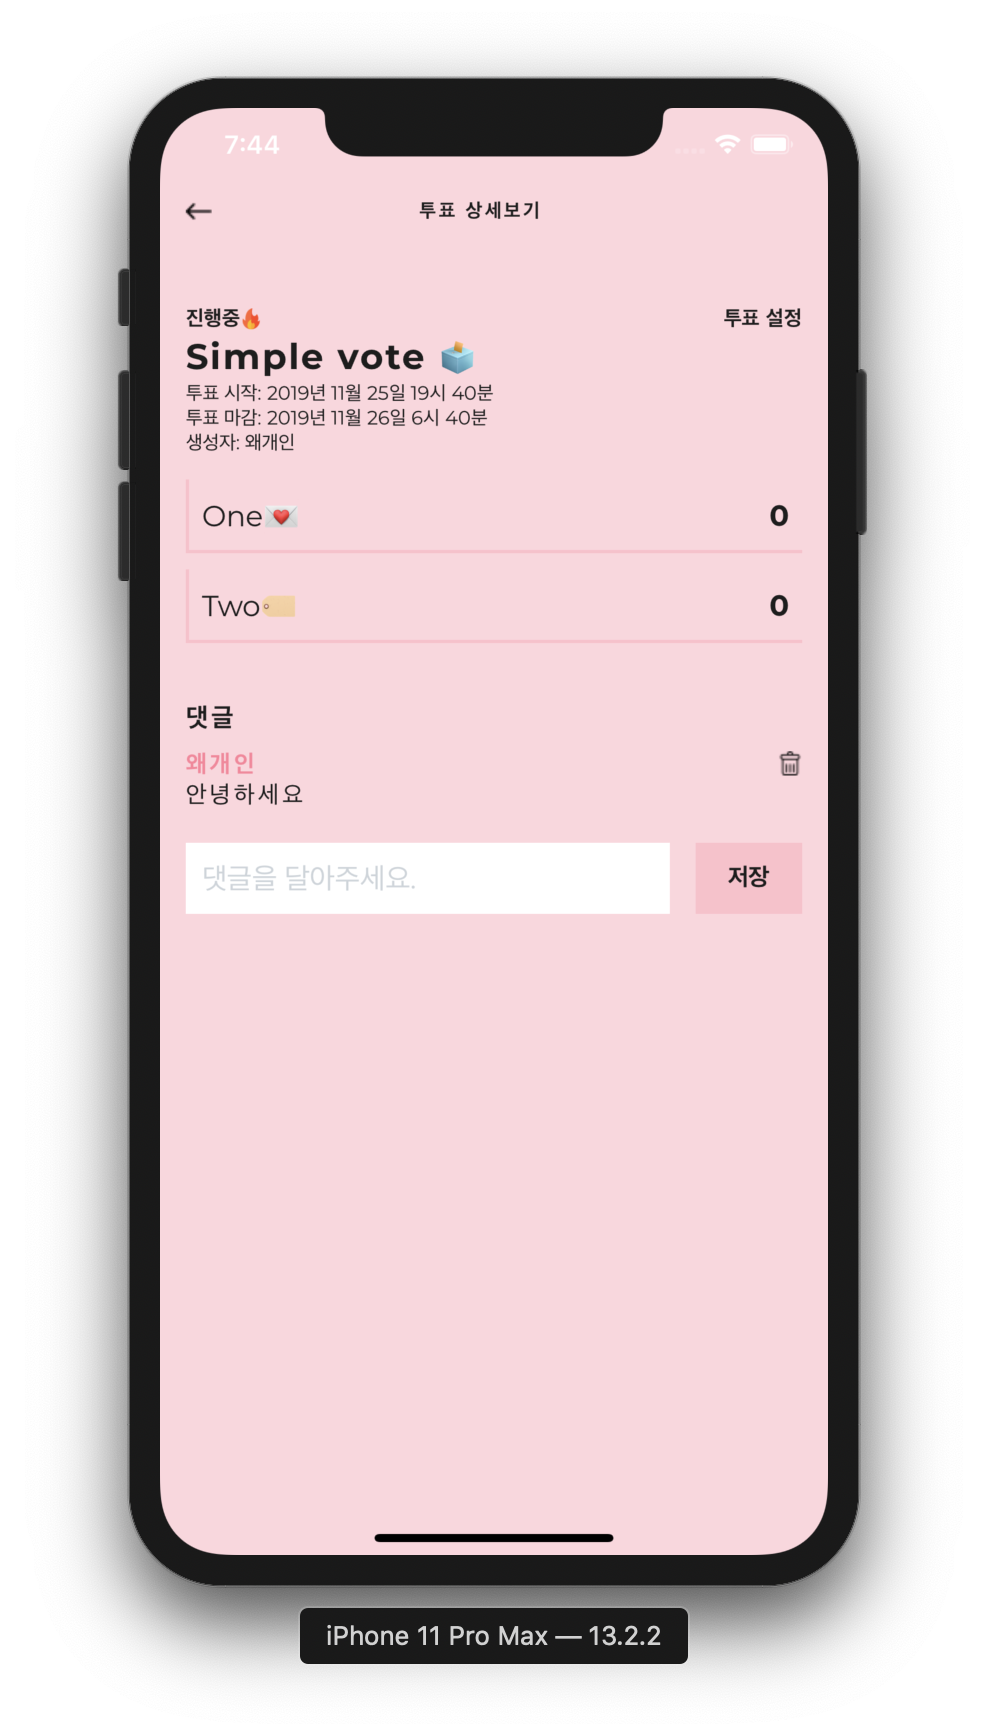 7:44
투표 상세보기
진행중🔥 투표 설정
Simple vote 🗳
투표 시작: 2019년 11월 25일 19시 40분
투표 마감: 2019년 11월 26일 6시 40분
생성자: 왜개인
One💌 0
Two🏷 0
댓글
왜개인
안녕하세요
댓글을 달아주세요. 저장
iPhone 11 Pro Max — 13.2.2